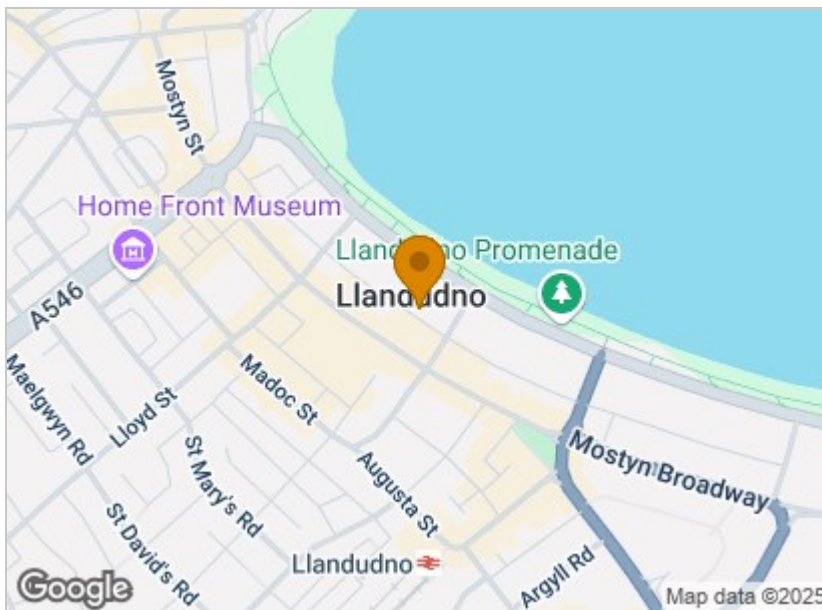 Mostyn St
Home Front Museum
Llandudno Promenade
Llandudno
A546
Maelgwyn Rd
Lloyd St
Madoc St
St Mary's Rd
Augusta St
Mostyn Broadway
St David's Rd
Llandudno
Argyll Rd
Google
Map data ©2025